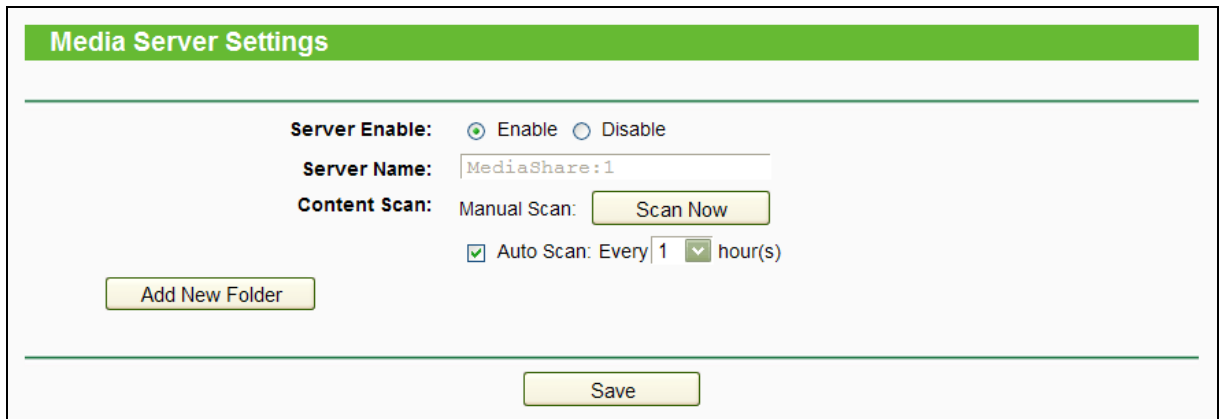 Media Server Settings
Server Enable: Enable Disable
Server Name: MediaShare:1
Content Scan: Manual Scan: Scan Now
Auto Scan: Every 1 hour(s)
Add New Folder
Save